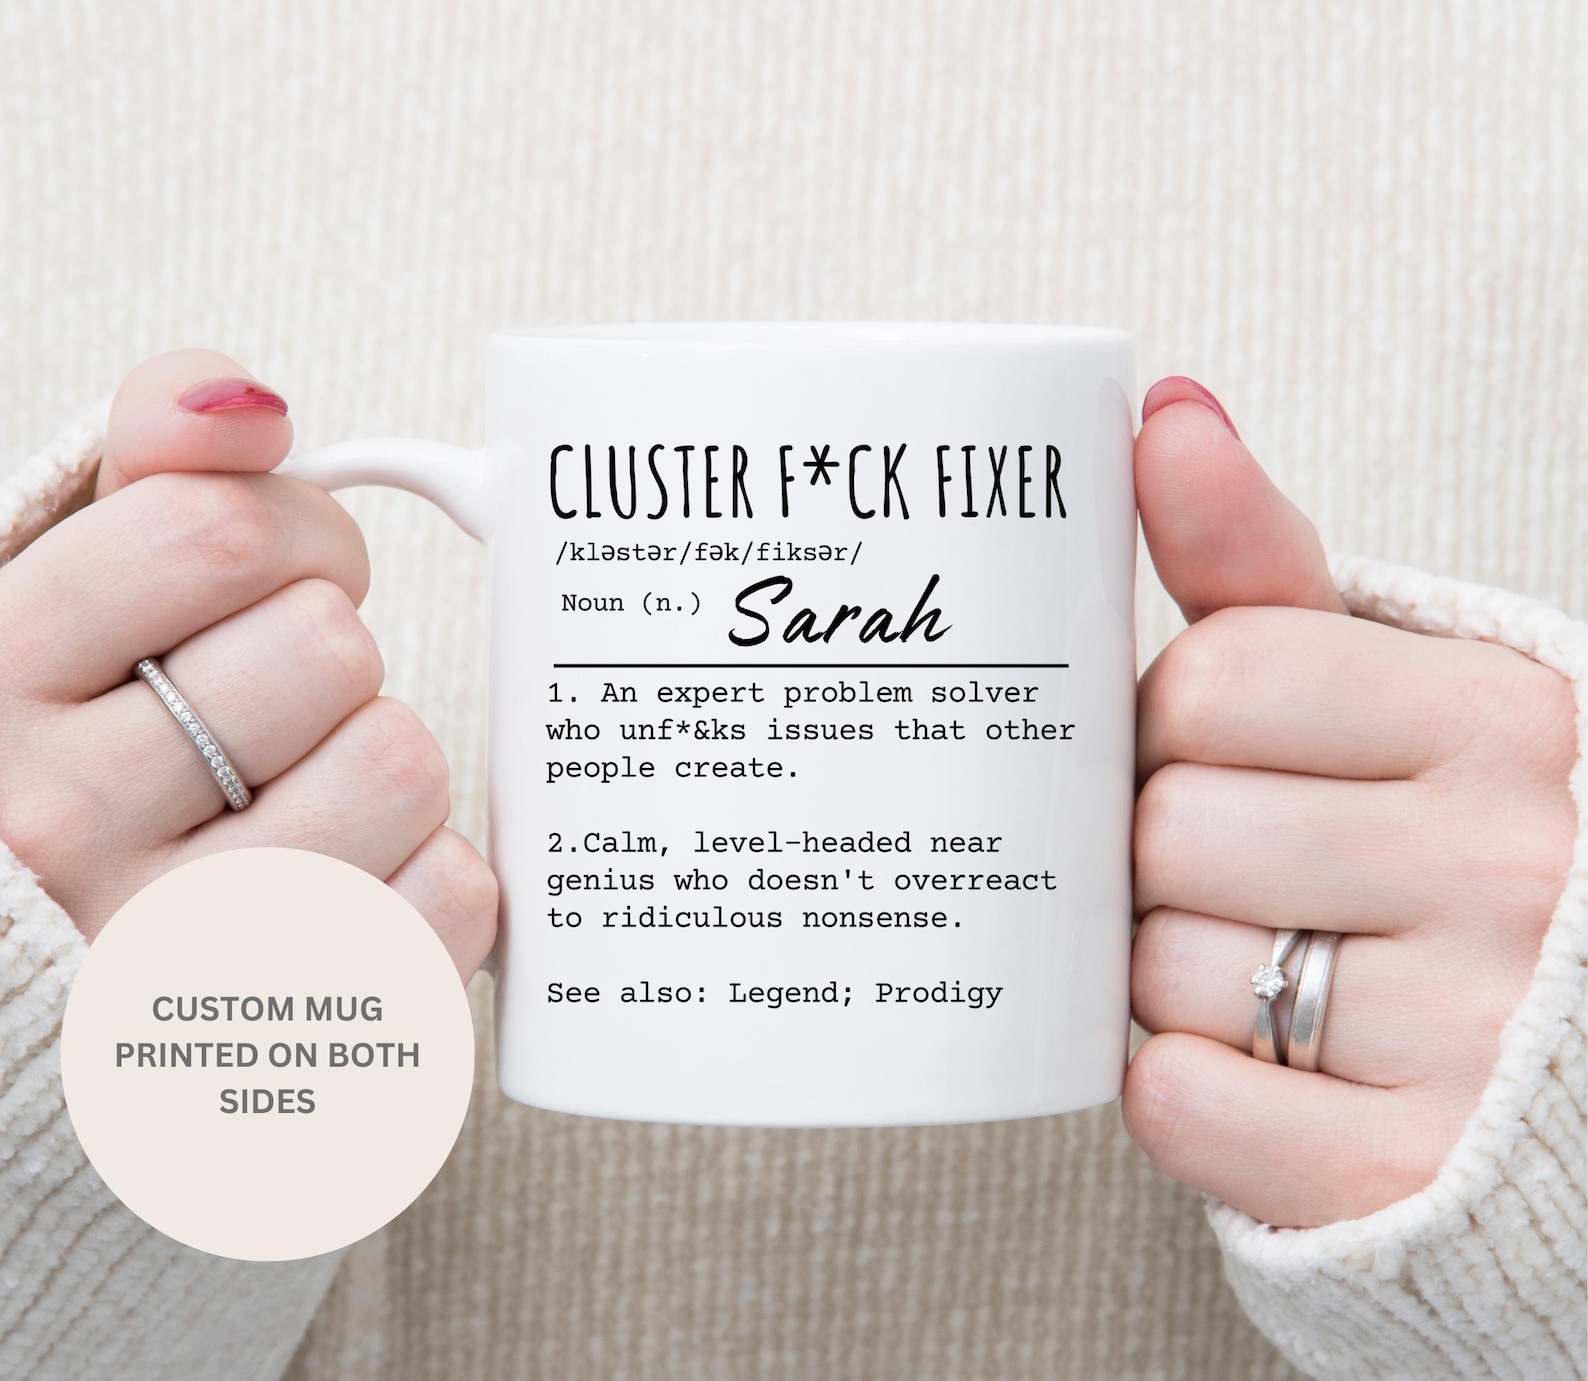 CLUSTER F*CK FIXER
/kləstər/fək/fiksər/
Noun (n.) Sarah
1. An expert problem solver
who unf*&ks issues that other
people create.
2.Calm, level-headed near
genius who doesn't overreact
to ridiculous nonsense.
See also: Legend; Prodigy
CUSTOM MUG
PRINTED ON BOTH
SIDES